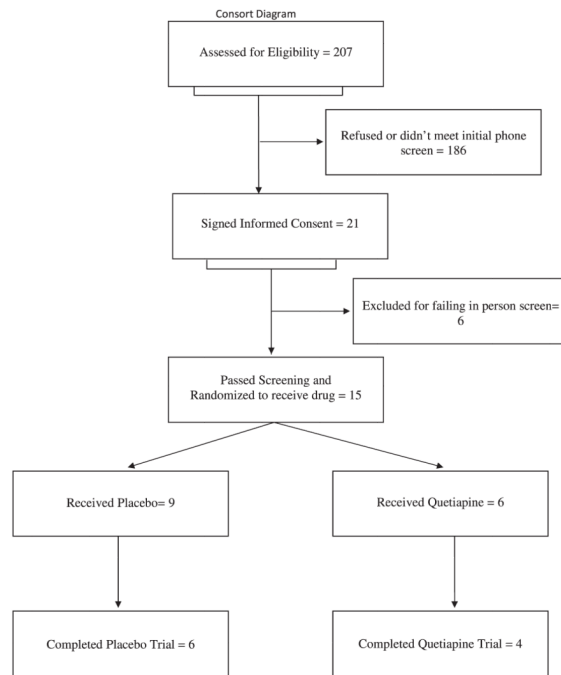 Consort Diagram
Assessed for Eligibility = 207
Refused or didn't meet initial phone
screen = 186
Signed Informed Consent = 21
Excluded for failing in person screen=
6
Passed Screening and
Randomized to receive drug = 15
Received Placebo= 9
Received Quetiapine = 6
Completed Placebo Trial = 6
Completed Quetiapine Trial = 4